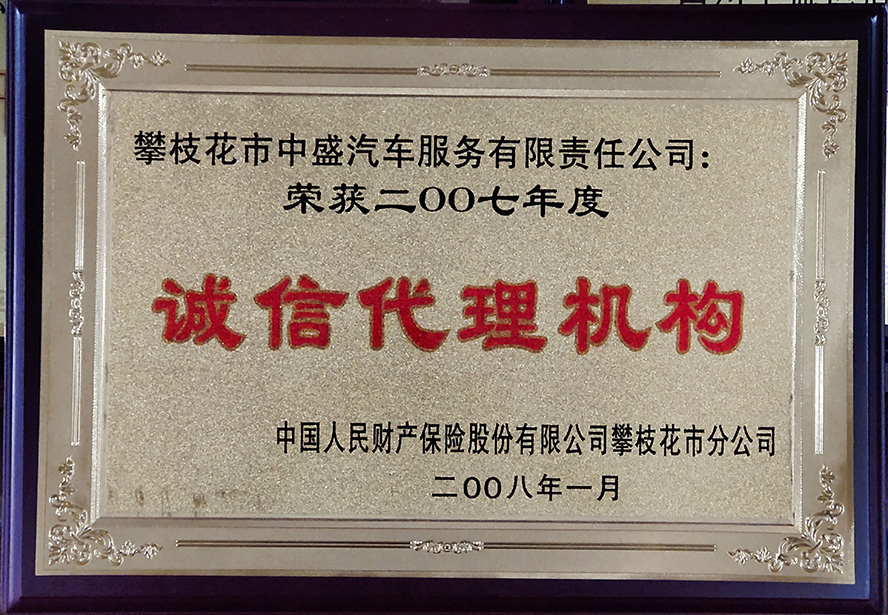 攀枝花市中盛汽车服务有限责任公司：
荣获二OO七年度
诚信代理机构
中国人民财产保险股份有限公司攀枝花市分公司
二OO八年一月